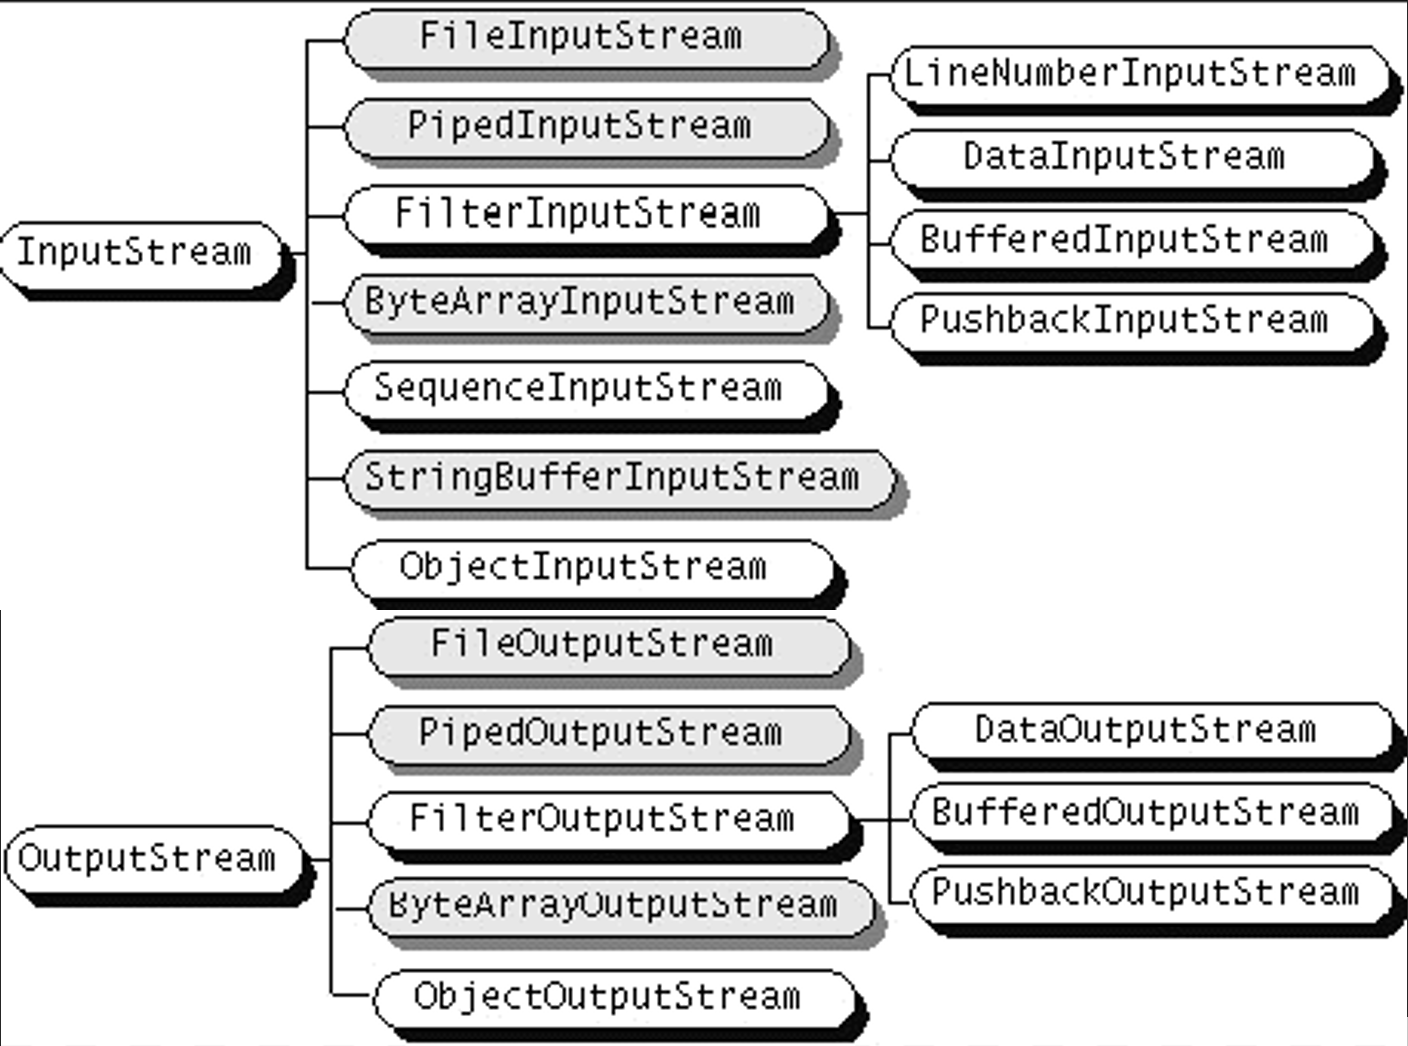 InputStream
FileInputStream
PipedInputStream
FilterInputStream
ByteArrayInputStream
SequenceInputStream
StringBufferInputStream
ObjectInputStream
LineNumberInputStream
DataInputStream
BufferedInputStream
PushbackInputStream
OutputStream
FileOutputStream
PipedOutputStream
FilterOutputStream
ByteArrayOutputStream
ObjectOutputStream
DataOutputStream
BufferedOutputStream
PushbackOutputStream